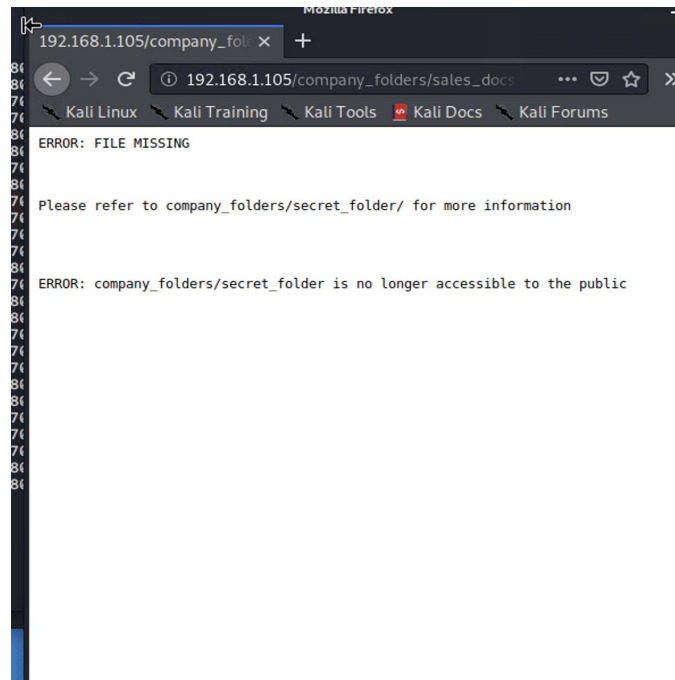 Mozilla Firefox
192.168.1.105/company_fol
192.168.1.105/company_folders/sales_docs
Kali Linux Kali Training Kali Tools Kali Docs Kali Forums
ERROR: FILE MISSING
Please refer to company_folders/secret_folder/ for more information
ERROR: company_folders/secret_folder is no longer accessible to the public